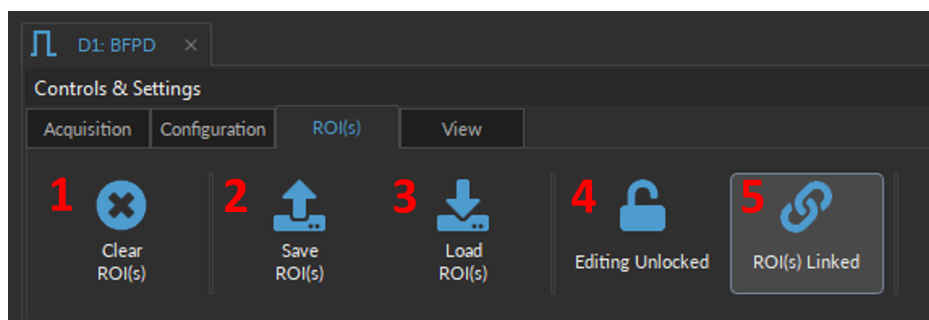 D1: BFPD ×
Controls & Settings
Acquisition Configuration ROI(s) View
1 2 3 4 5
Clear
ROI(s)
Save
ROI(s)
Load
ROI(s)
Editing Unlocked
ROI(s) Linked